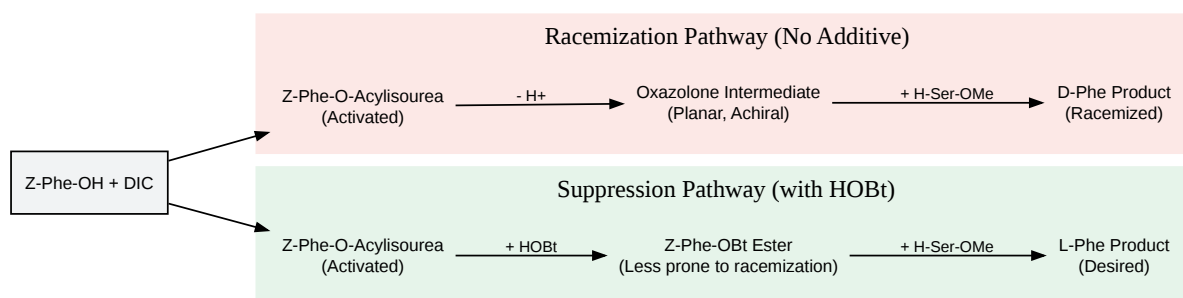 Racemization Pathway (No Additive)
Z-Phe-O-Acylisourea
(Activated)
- H+
Oxazolone Intermediate
(Planar, Achiral)
+ H-Ser-OMe
D-Phe Product
(Racemized)
Z-Phe-OH + DIC
Suppression Pathway (with HOBt)
Z-Phe-O-Acylisourea
(Activated)
+ HOBt
Z-Phe-OBt Ester
(Less prone to racemization)
+ H-Ser-OMe
L-Phe Product
(Desired)